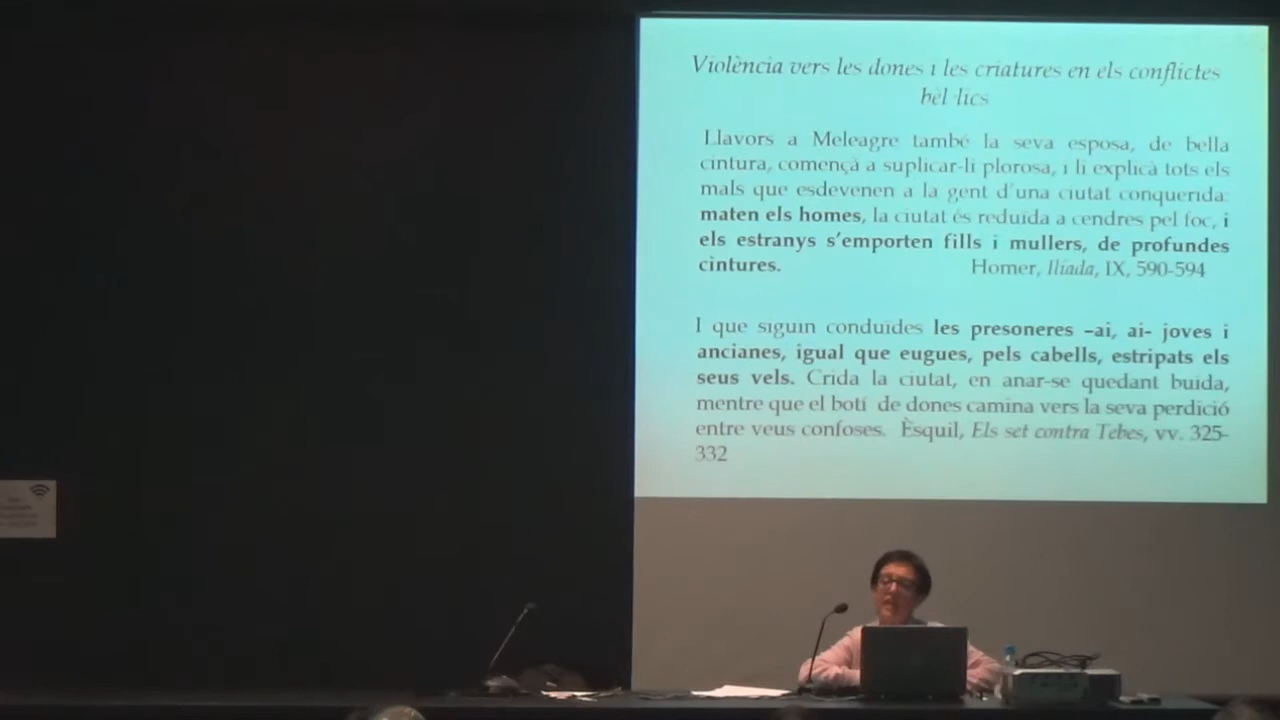 Violència vers les dones i les criatures en els conflictes
bèl·lics
Llavors a Meleagre també la seva esposa, de bella
cintura, començà a suplicar-li plorosa, i li explicà tots els
mals que esdevenen a la gent d'una ciutat conquerida:
maten els homes, la ciutat és reduïda a cendres pel foc, i
els estranys s'emporten fills i mullers, de profundes
cintures. Homer, Ilíada, IX, 590-594
I que siguin conduïdes les presoneres –ai, ai- joves i
ancianes, igual que eugues, pels cabells, estripats els
seus vels. Crida la ciutat, en anar-se quedant buida,
mentre que el botí de dones camina vers la seva perdició
entre veus confoses. Èsquil, Els set contra Tebes, vv. 325-
332